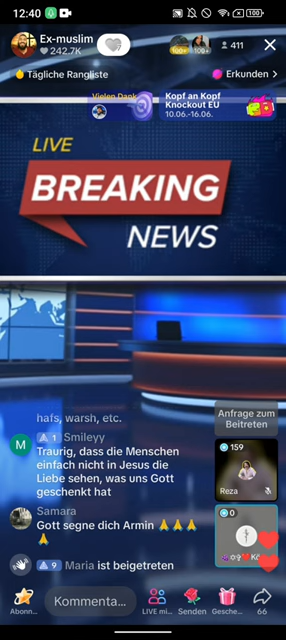 12:40
100
Ex-muslim
242.7K
100+
100+
411
Tägliche Rangliste
Erkunden
Vielen Dank
Kopf an Kopf
Knockout EU
10.06.-16.06.
LIVE
BREAKING
NEWS
hafs, warsh, etc.
M
1 Smileyy
Traurig, dass die Menschen
einfach nicht in Jesus die
Liebe sehen, was uns Gott
geschenkt hat
Samara
Gott segne dich Armin 🙏🙏🙏
🙏
9 Maria ist beigetreten
Anfrage zum
Beitreten
159
Reza
0
Abonn...
Kommenta...
LIVE mi...
Senden
Gesche...
66